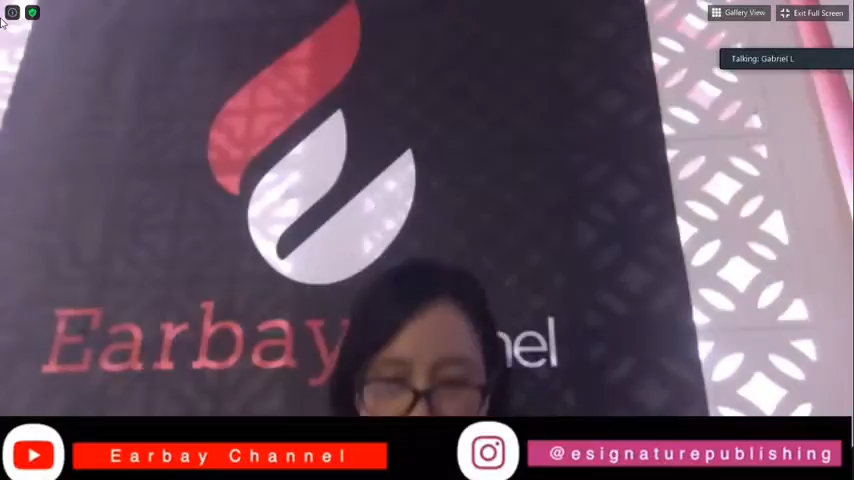 Gallery View
Exit Full Screen
Talking: Gabriel L
Earbay
nel
Earbay Channel
@esignaturepublishing